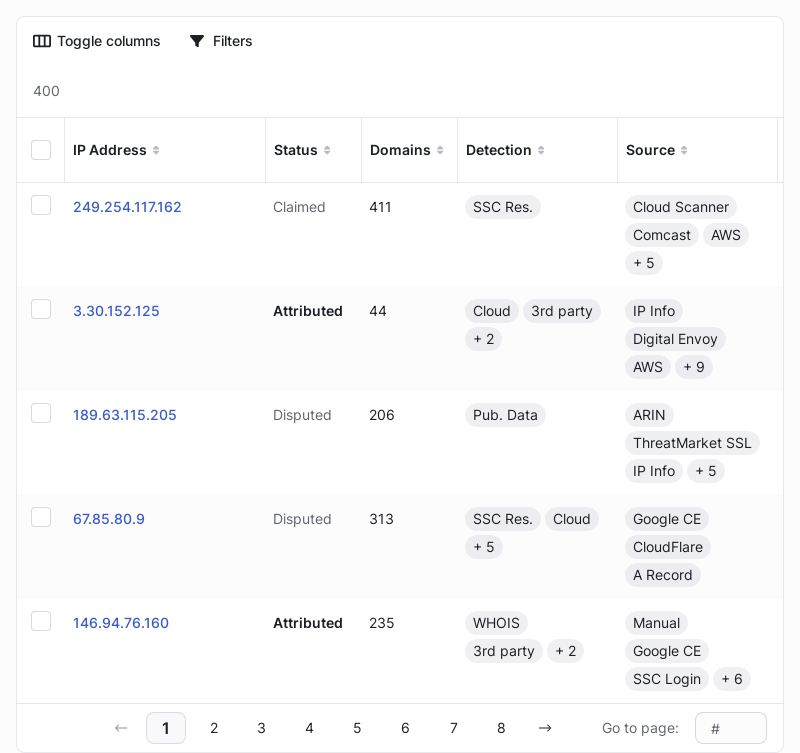 Toggle columns Filters
400
IP Address Status Domains Detection Source
249.254.117.162 Claimed 411 SSC Res. Cloud Scanner
Comcast AWS
+ 5
3.30.152.125 Attributed 44 Cloud 3rd party IP Info
+ 2 Digital Envoy
AWS + 9
189.63.115.205 Disputed 206 Pub. Data ARIN
ThreatMarket SSL
IP Info + 5
67.85.80.9 Disputed 313 SSC Res. Cloud Google CE
+ 5 CloudFlare
A Record
146.94.76.160 Attributed 235 WHOIS Manual
3rd party + 2 Google CE
SSC Login + 6
← 1 2 3 4 5 6 7 8 → Go to page: #